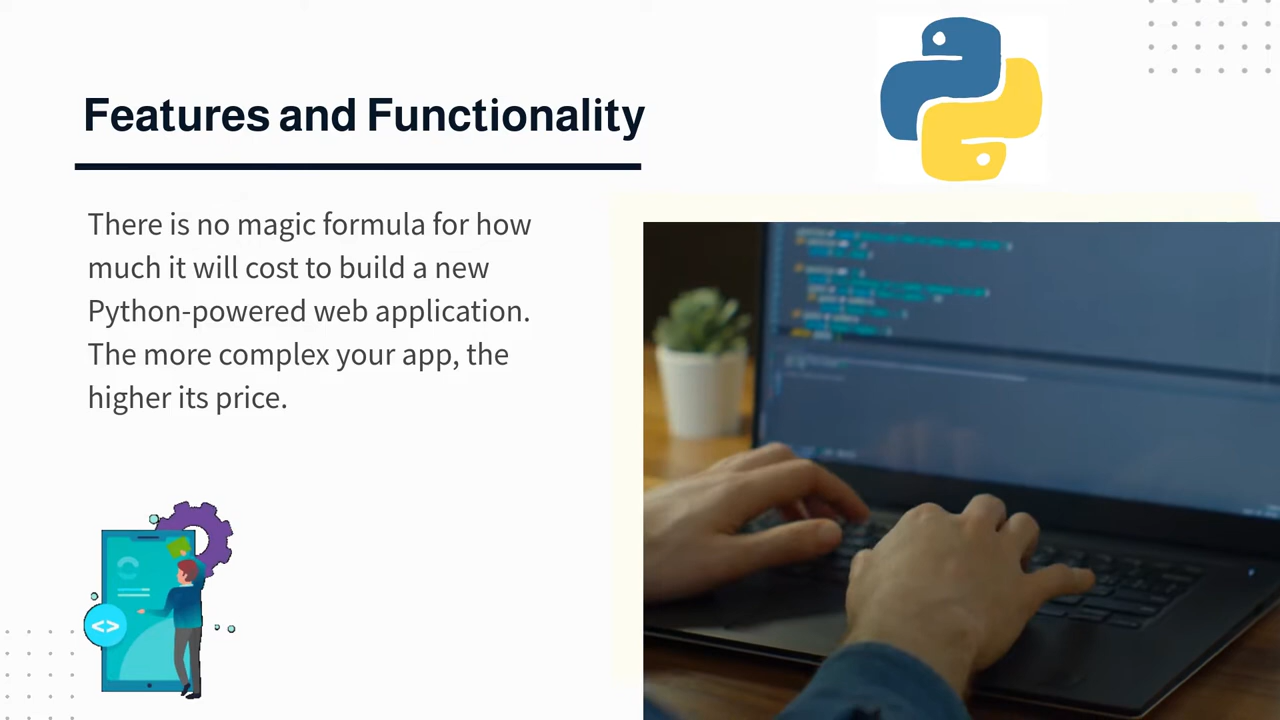 Features and Functionality
There is no magic formula for how
much it will cost to build a new
Python-powered web application.
The more complex your app, the
higher its price.
<>